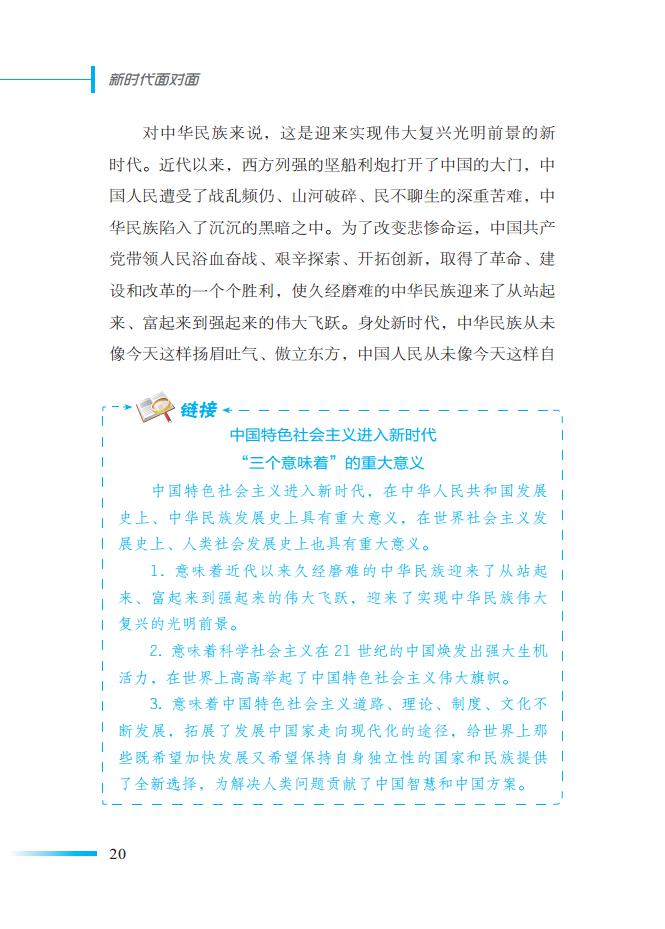 新时代面对面
对中华民族来说，这是迎来实现伟大复兴光明前景的新
时代。近代以来，西方列强的坚船利炮打开了中国的大门，中
国人民遭受了战乱频仍、山河破碎、民不聊生的深重苦难，中
华民族陷入了沉沉的黑暗之中。为了改变悲惨命运，中国共产
党带领人民浴血奋战、艰辛探索、开拓创新，取得了革命、建
设和改革的一个个胜利，使久经磨难的中华民族迎来了从站起
来、富起来到强起来的伟大飞跃。身处新时代，中华民族从未
像今天这样扬眉吐气、傲立东方，中国人民从未像今天这样自
链接
中国特色社会主义进入新时代
“三个意味着”的重大意义
中国特色社会主义进入新时代，在中华人民共和国发展
史上、中华民族发展史上具有重大意义，在世界社会主义发
展史上、人类社会发展史上也具有重大意义。
1. 意味着近代以来久经磨难的中华民族迎来了从站起
来、富起来到强起来的伟大飞跃，迎来了实现中华民族伟大
复兴的光明前景。
2. 意味着科学社会主义在 21 世纪的中国焕发出强大生机
活力，在世界上高高举起了中国特色社会主义伟大旗帜。
3. 意味着中国特色社会主义道路、理论、制度、文化不
断发展，拓展了发展中国家走向现代化的途径，给世界上那
些既希望加快发展又希望保持自身独立性的国家和民族提供
了全新选择，为解决人类问题贡献了中国智慧和中国方案。
20